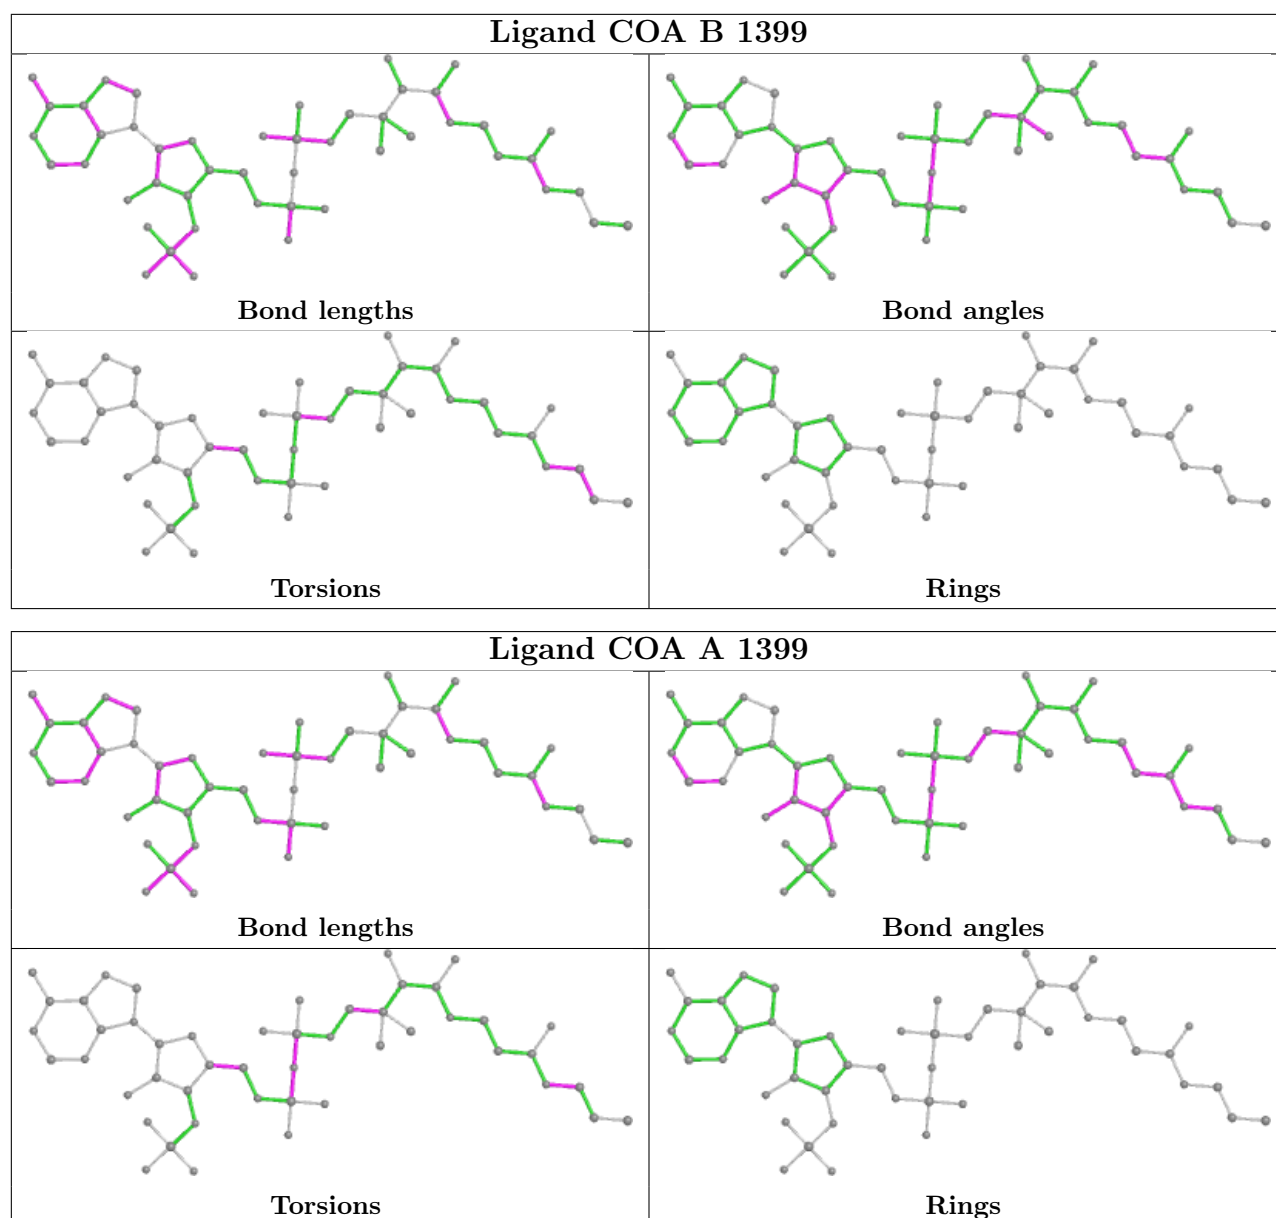 Ligand COA B 1399
Bond lengths
Bond angles
Torsions
Rings
Ligand COA A 1399
Bond lengths
Bond angles
Torsions
Rings